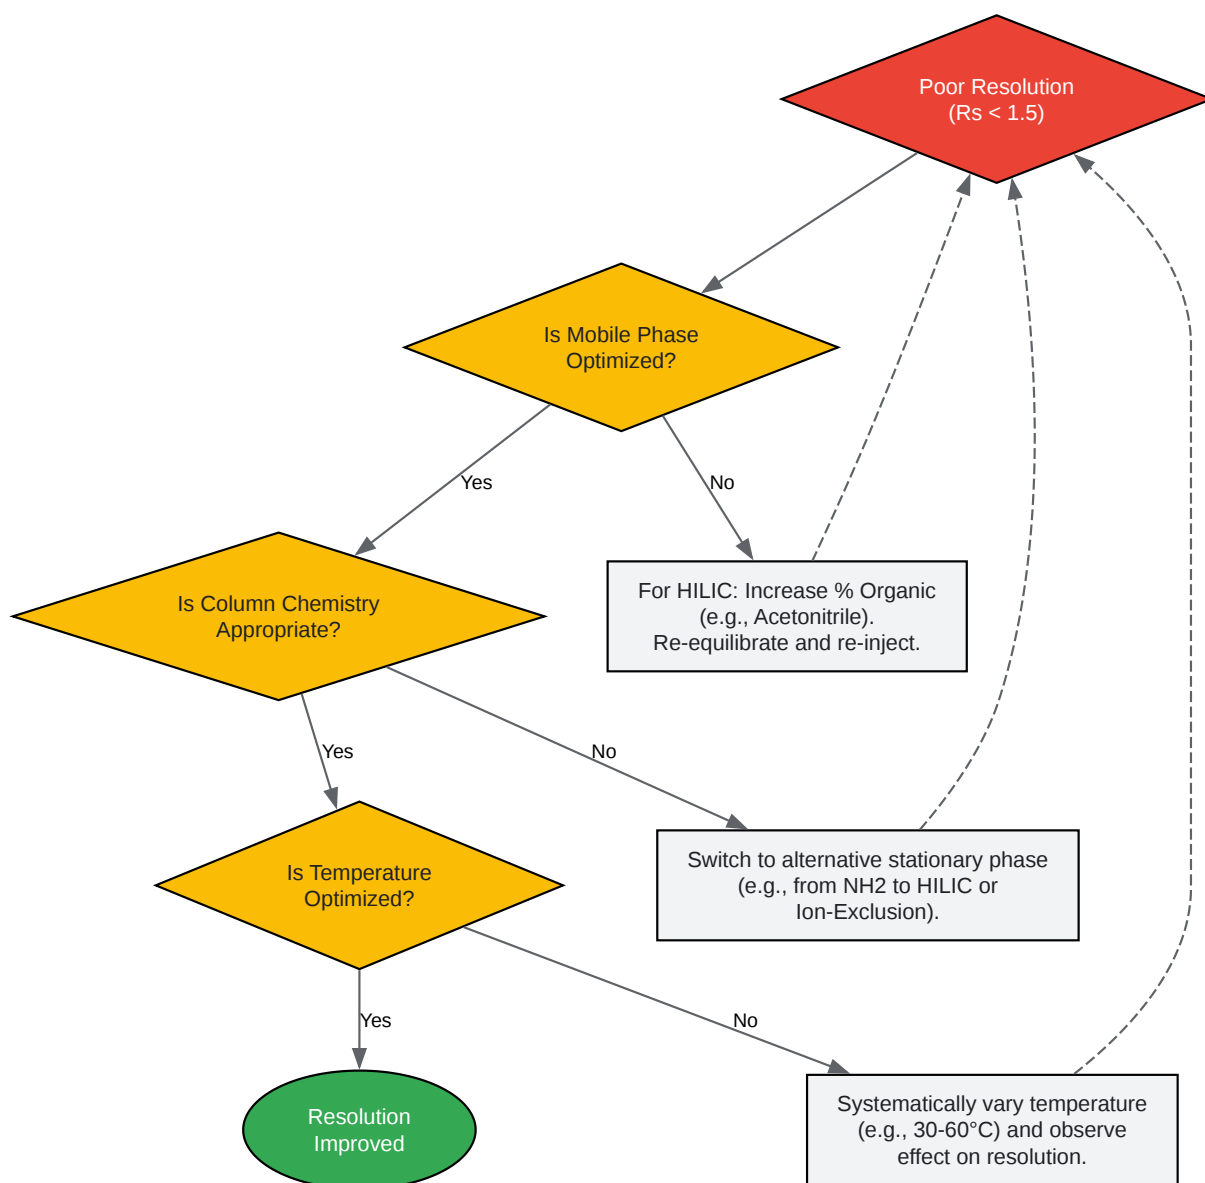 Poor Resolution
(Rs < 1.5)
Is Mobile Phase
Optimized?
Yes
No
Is Column Chemistry
Appropriate?
For HILIC: Increase % Organic
(e.g., Acetonitrile).
Re-equilibrate and re-inject.
Yes
No
Is Temperature
Optimized?
Switch to alternative stationary phase
(e.g., from NH2 to HILIC or
Ion-Exclusion).
Yes
No
Resolution
Improved
Systematically vary temperature
(e.g., 30-60°C) and observe
effect on resolution.